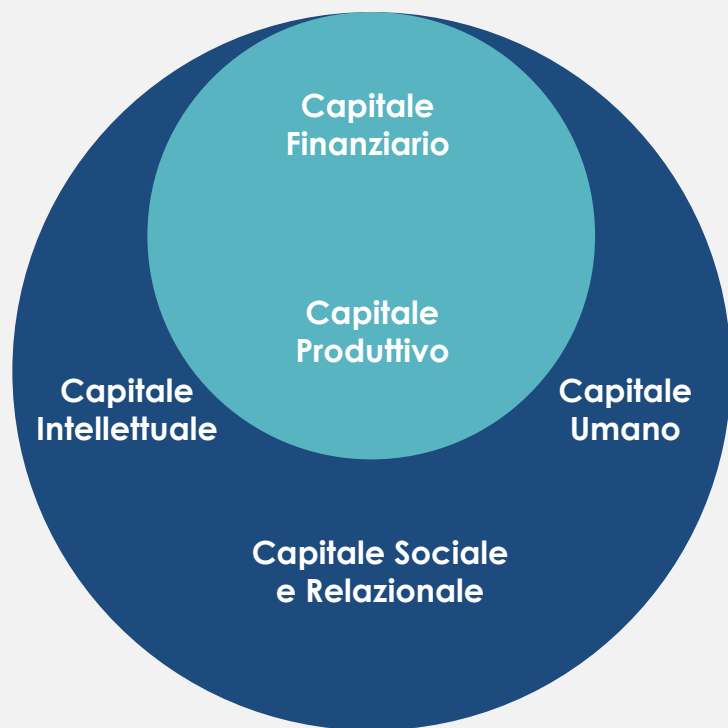 Capitale
Finanziario
Capitale
Produttivo
Capitale
Intellettuale
Capitale
Umano
Capitale Sociale
e Relazionale